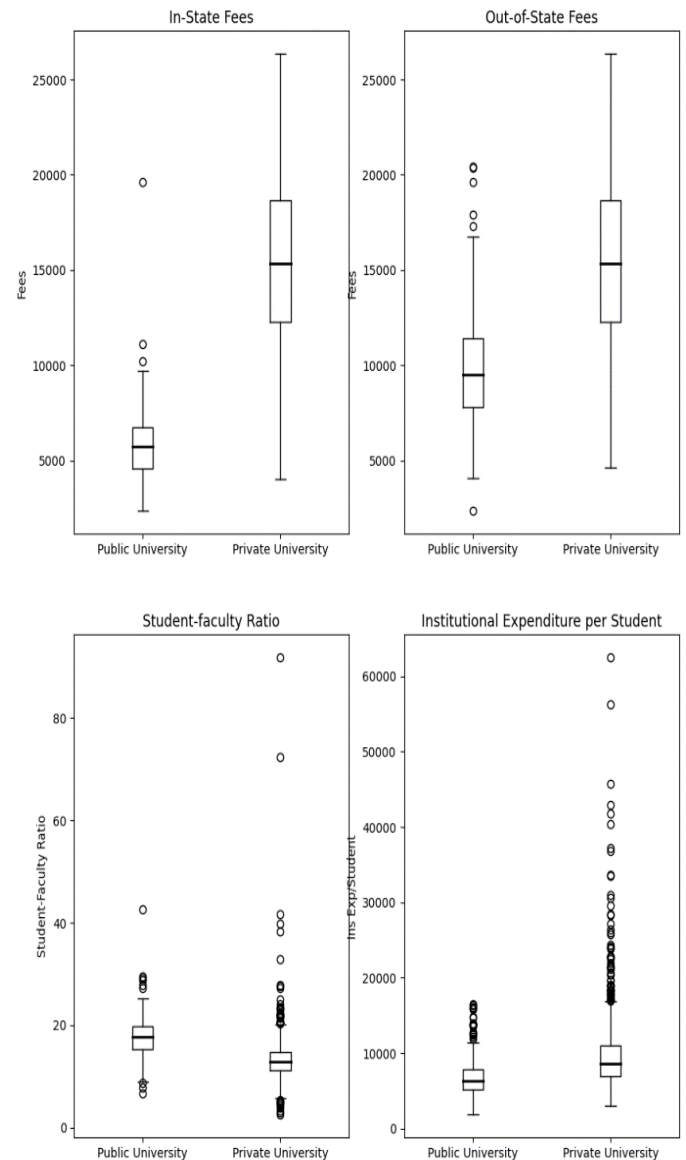 In-State Fees
Fees
25000
20000
15000
10000
5000
Public University
Private University
Out-of-State Fees
Fees
25000
20000
15000
10000
5000
Public University
Private University
Student-faculty Ratio
Student-Faculty Ratio
80
60
40
20
0
Public University
Private University
Institutional Expenditure per Student
Ins Exp/Student
60000
50000
40000
30000
20000
10000
0
Public University
Private University